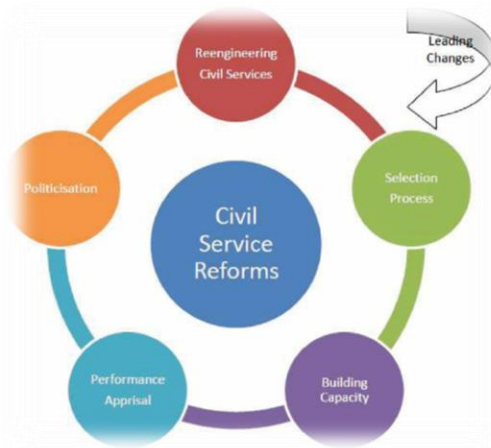 Reengineering
Civil Services
Leading
Changes
Selection
Process
Building
Capacity
Performance
Apprisal
Politicisation
Civil
Service
Reforms